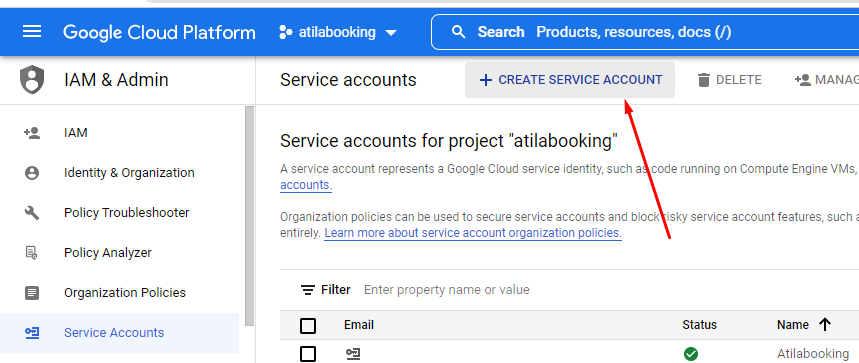 Google Cloud Platform
atilabooking
Search Products, resources, docs (/)
IAM & Admin
Service accounts
CREATE SERVICE ACCOUNT
DELETE
MANAG
IAM
Identity & Organization
Policy Troubleshooter
Policy Analyzer
Organization Policies
Service Accounts
Service accounts for project "atilabooking"
A service account represents a Google Cloud service identity, such as code running on Compute Engine VMs,
accounts.
Organization policies can be used to secure service accounts and block risky service account features, such a
entirely. Learn more about service account organization policies.
Filter Enter property name or value
Email Status Name
Atilabooking